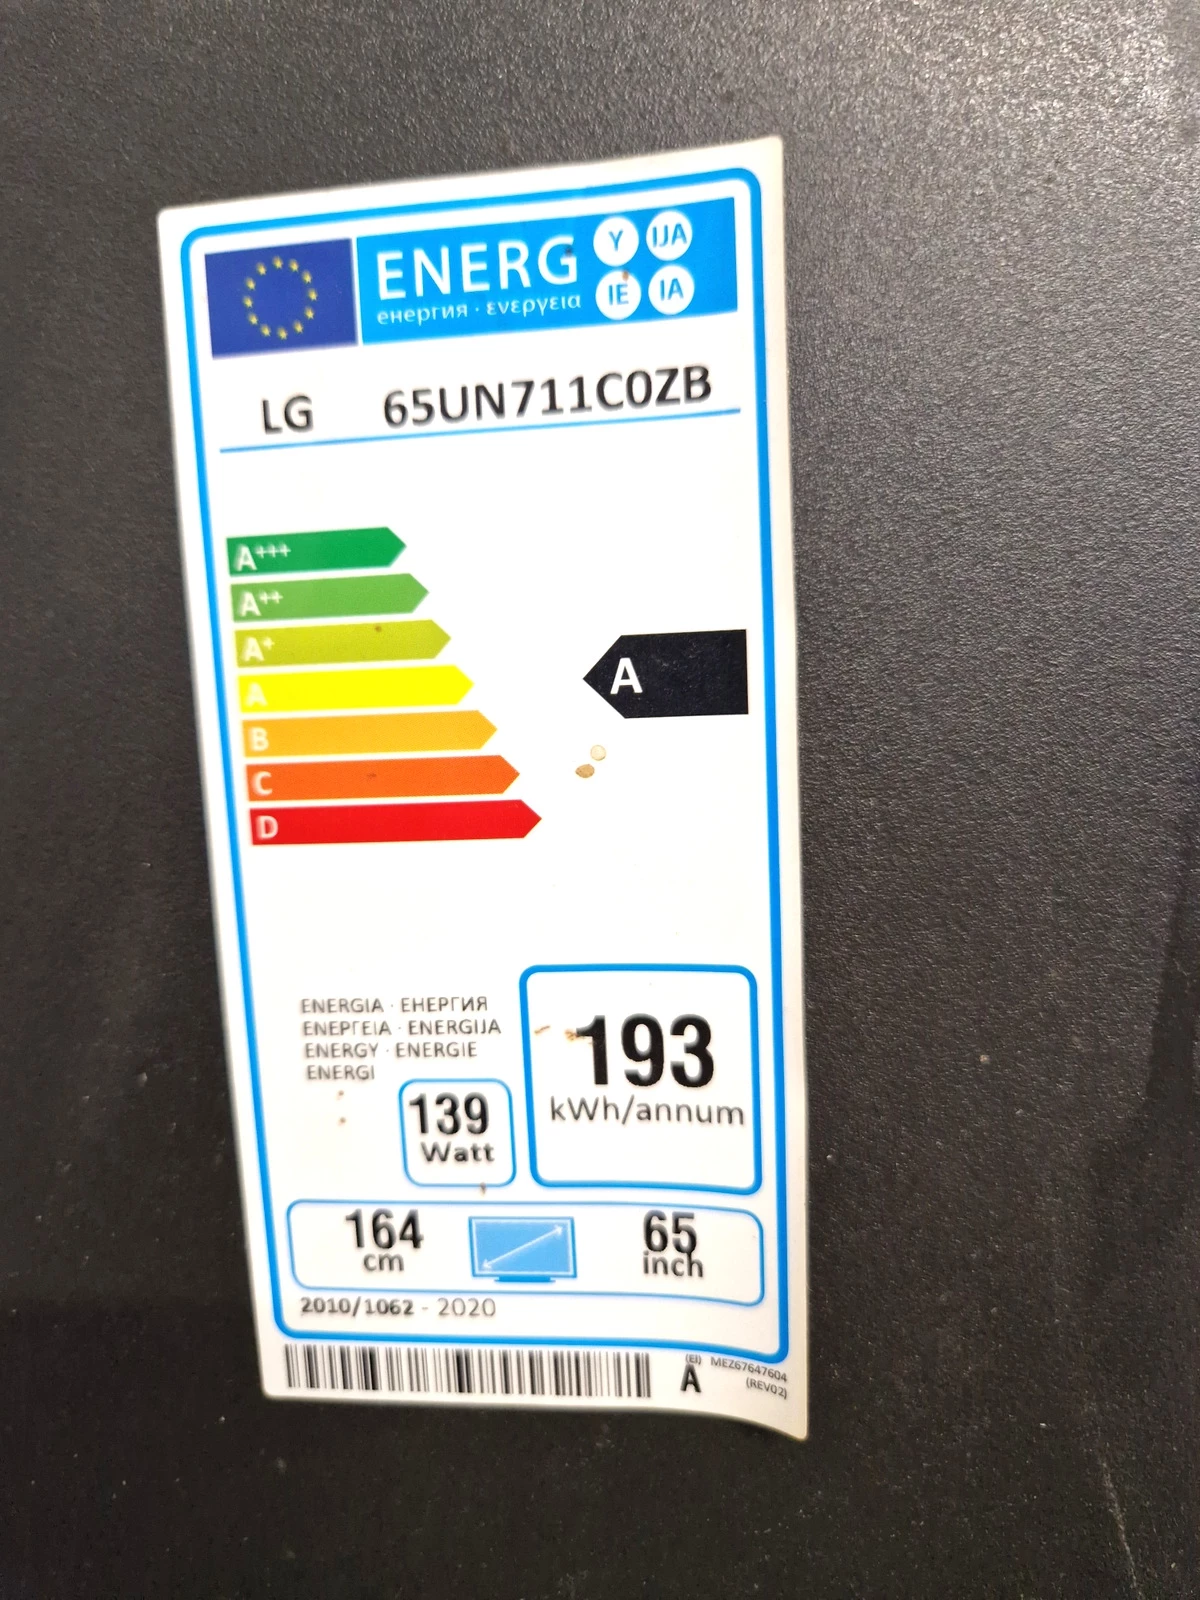 ENERG Y IJA
енергия · ενεργεια IE IA
LG 65UN711C0ZB
A+++
A++
A+
A
A
B
C
D
ENERGIA · ЕНЕРГИЯ
ΕΝΕΡΓΕΙΑ · ENERGIJA
ENERGY · ENERGIE
ENERGI
139
Watt
193
kWh/annum
164
cm
65
inch
2010/1062 - 2020
(EI) MEZ67647604
A (REV02)